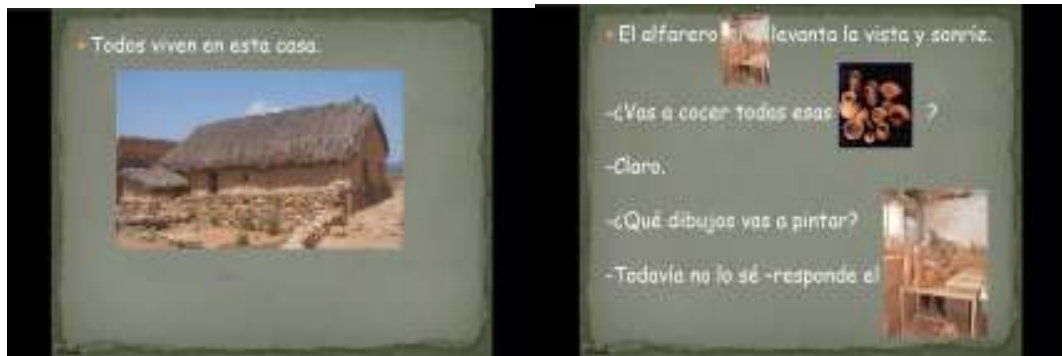 Todos viven en esta casa.
El alfarero levanta la vista y sonríe.
-¿Vas a cocer todas esas ?
-Claro.
-¿Qué dibujos vas a pintar?
-Todavía no lo sé -responde el